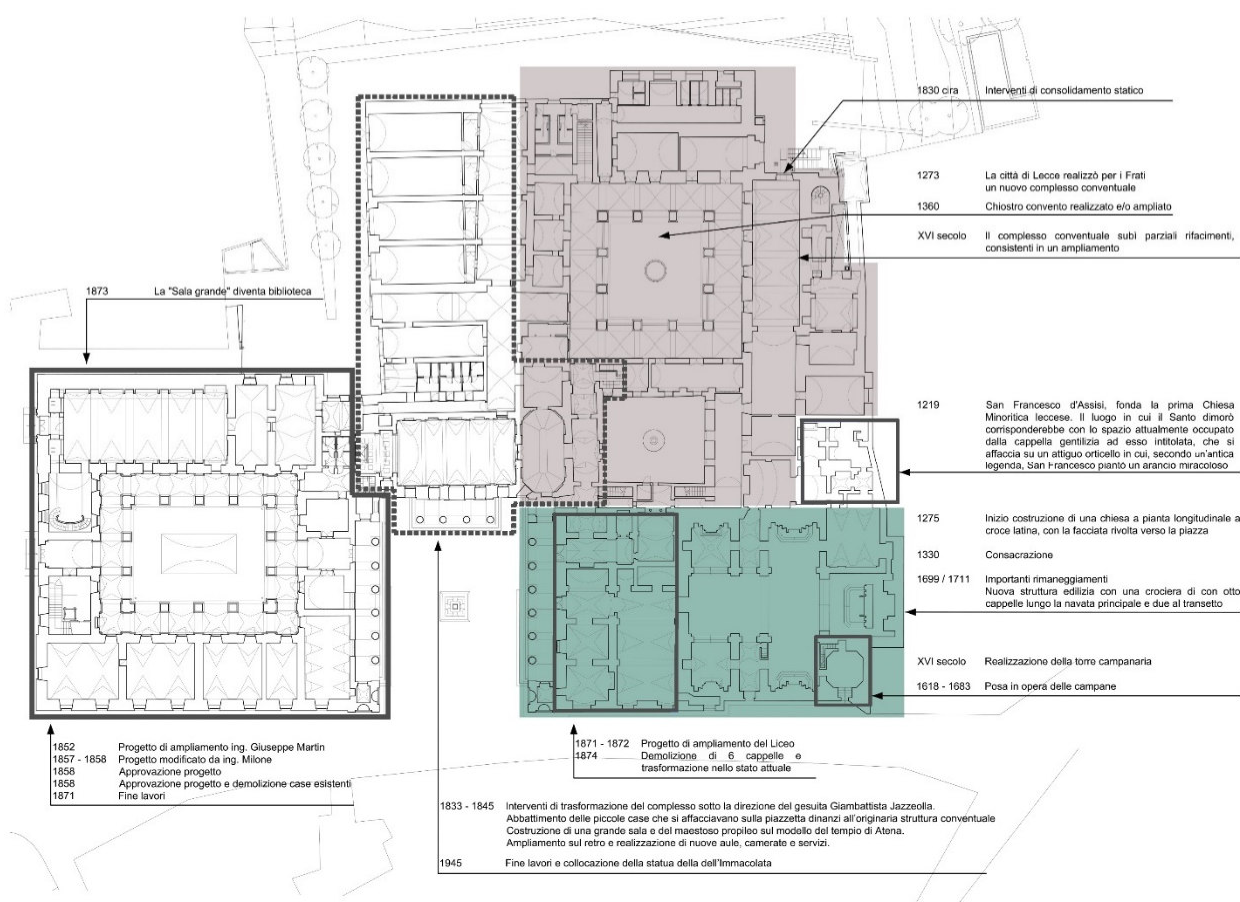 1830 cira Interventi di consolidamento statico
1273 La città di Lecce realizzò per i Frati
un nuovo complesso conventuale
1360 Chiostro convento realizzato e/o ampliato
XVI secolo Il complesso conventuale subì parziali rifacimenti,
consistenti in un ampliamento
1873 La "Sala grande" diventa biblioteca
1219 San Francesco d'Assisi, fonda la prima Chiesa
Minoritica leccese. Il luogo in cui il Santo dimorò
corrisponderebbe con lo spazio attualmente occupato
dalla cappella gentilizia ad esso intitolata, che si
affaccia su un attiguo orticello in cui, secondo un'antica
legenda, San Francesco piantò un arancio miracoloso
1275 Inizio costruzione di una chiesa a pianta longitudinale a
croce latina, con la facciata rivolta verso la piazza
1330 Consacrazione
1699 / 1711 Importanti rimaneggiamenti
Nuova struttura edilizia con una crociera di con otto
cappelle lungo la navata principale e due al transetto
XVI secolo Realizzazione della torre campanaria
1618 - 1683 Posa in opera delle campane
1852 Progetto di ampliamento ing. Giuseppe Martin
1857 - 1858 Progetto modificato da ing. Milone
1858 Approvazione progetto
1858 Approvazione progetto e demolizione case esistenti
1871 Fine lavori
1871 - 1872 Progetto di ampliamento del Liceo
1874 Demolizione di 6 cappelle e
trasformazione nello stato attuale
1833 - 1845 Interventi di trasformazione del complesso sotto la direzione del gesuita Giambattista Jazzeolla.
Abbattimento delle piccole case che si affacciavano sulla piazzetta dinanzi all'originaria struttura conventuale
Costruzione di una grande sala e del maestoso propileo sul modello del tempio di Atena.
Ampliamento sul retro e realizzazione di nuove aule, camerate e servizi.
1945 Fine lavori e collocazione della statua della dell'Immacolata